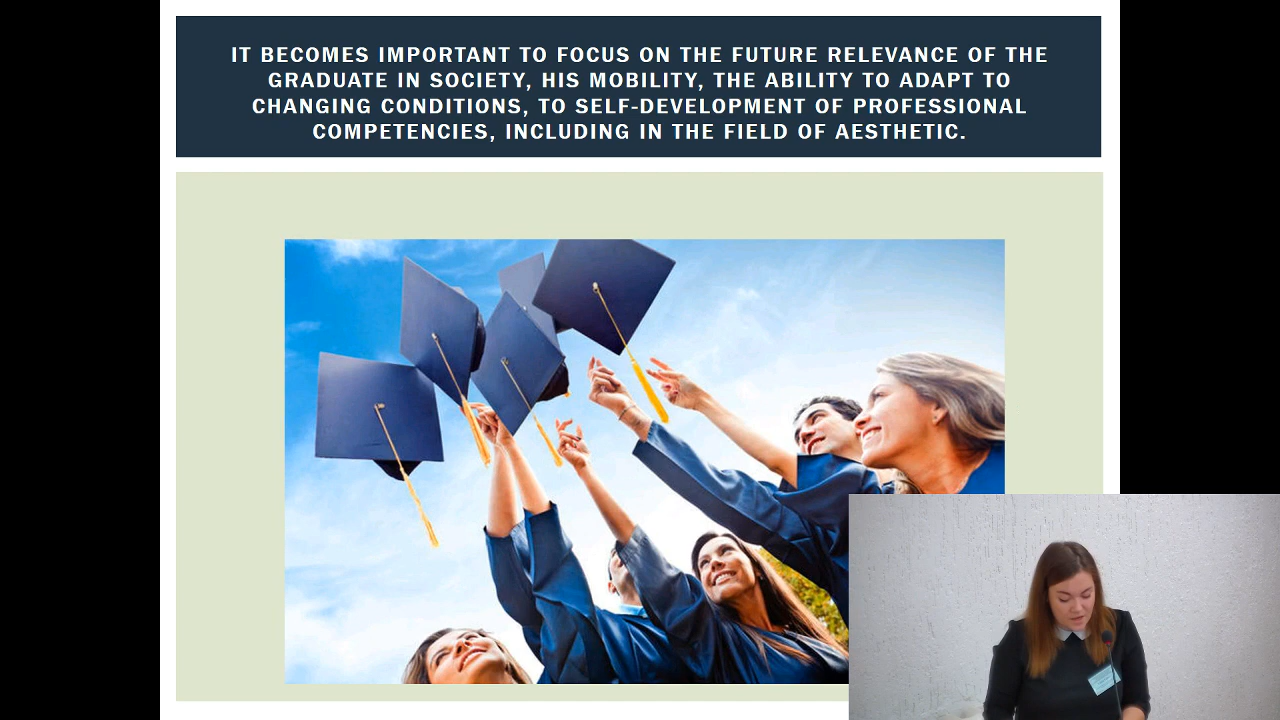 IT BECOMES IMPORTANT TO FOCUS ON THE FUTURE RELEVANCE OF THE
GRADUATE IN SOCIETY, HIS MOBILITY, THE ABILITY TO ADAPT TO
CHANGING CONDITIONS, TO SELF-DEVELOPMENT OF PROFESSIONAL
COMPETENCIES, INCLUDING IN THE FIELD OF AESTHETIC.